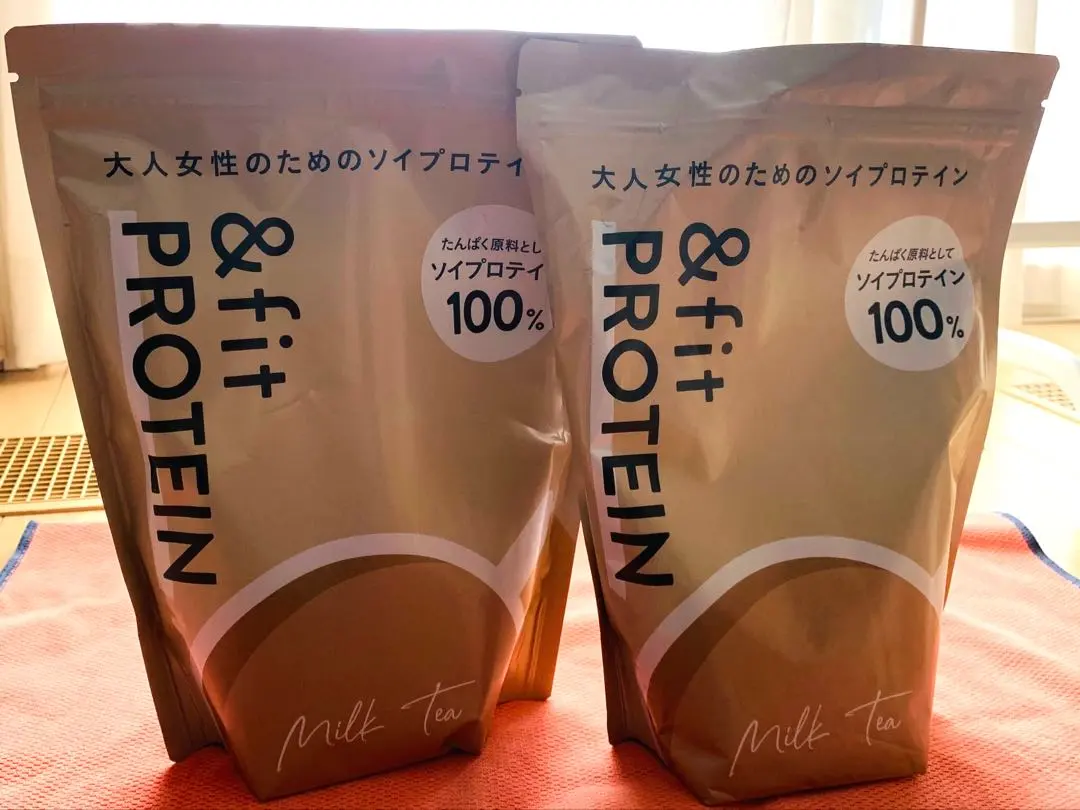 大人女性のためのソイプロテイ
&fit
PROTEIN
たんぱく原料とし
ソイプロテイ
100%
Milk Tea
大人女性のためのソイプロテイン
&fit
PROTEIN
たんぱく原料として
ソイプロテイン
100%
Milk Tea